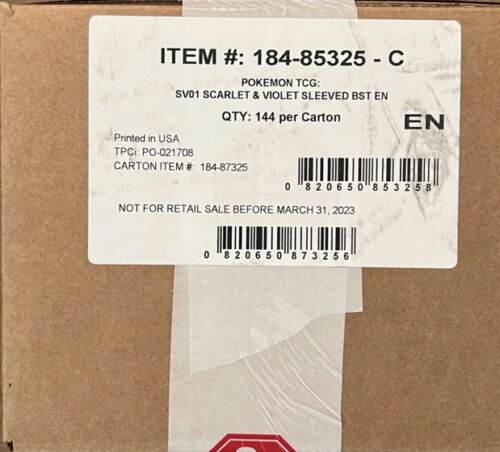 ITEM #: 184-85325 - C
POKEMON TCG:
SV01 SCARLET & VIOLET SLEEVED BST EN
QTY: 144 per Carton
EN
Printed in USA
TPCi: PO-021708
CARTON ITEM #: 184-87325
0 820650 853258
NOT FOR RETAIL SALE BEFORE MARCH 31, 2023
0 820650 873256